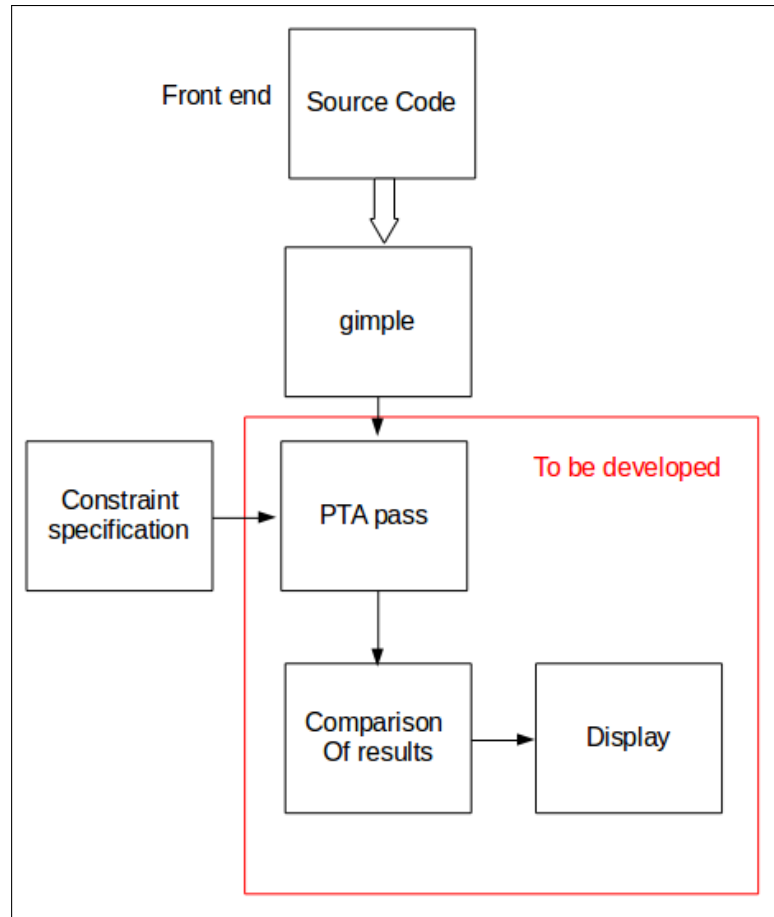 Front end
Source Code
gimple
To be developed
Constraint
specification
PTA pass
Comparison
Of results
Display